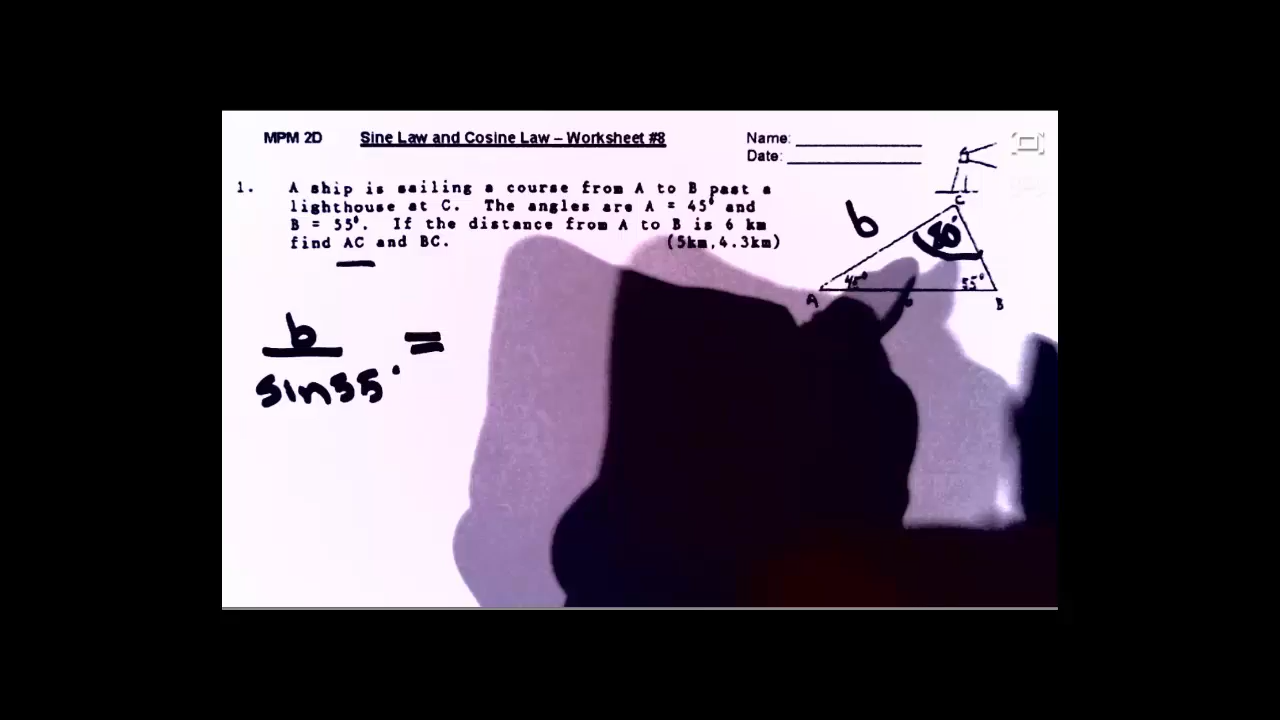 MPM 2D Sine Law and Cosine Law – Worksheet #8 Name:
Date:
1. A ship is sailing a course from A to B past a
lighthouse at C. The angles are A = 45° and
B = 55°. If the distance from A to B is 6 km
find AC and BC. (5km,4.3km)
C
b
80°
45°
55°
A
B
b
=
sin55°